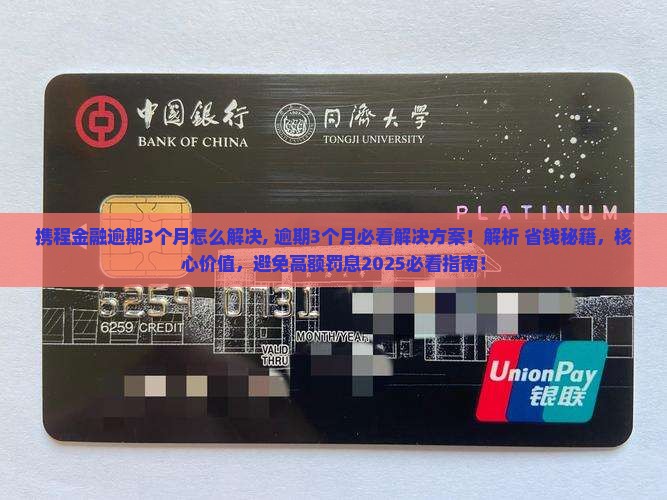 中國銀行
BANK OF CHINA
同濟大學
TONGJI UNIVERSITY
PLATINUM
携程金融逾期3个月怎么解决, 逾期3个月必看解决方案！解析 省钱秘籍，核
心价值，避免高额罚息2025必看指南！
6259 0731
6259 CREDIT
MONTH/YEAR
VALID
THRU
UnionPay
银联